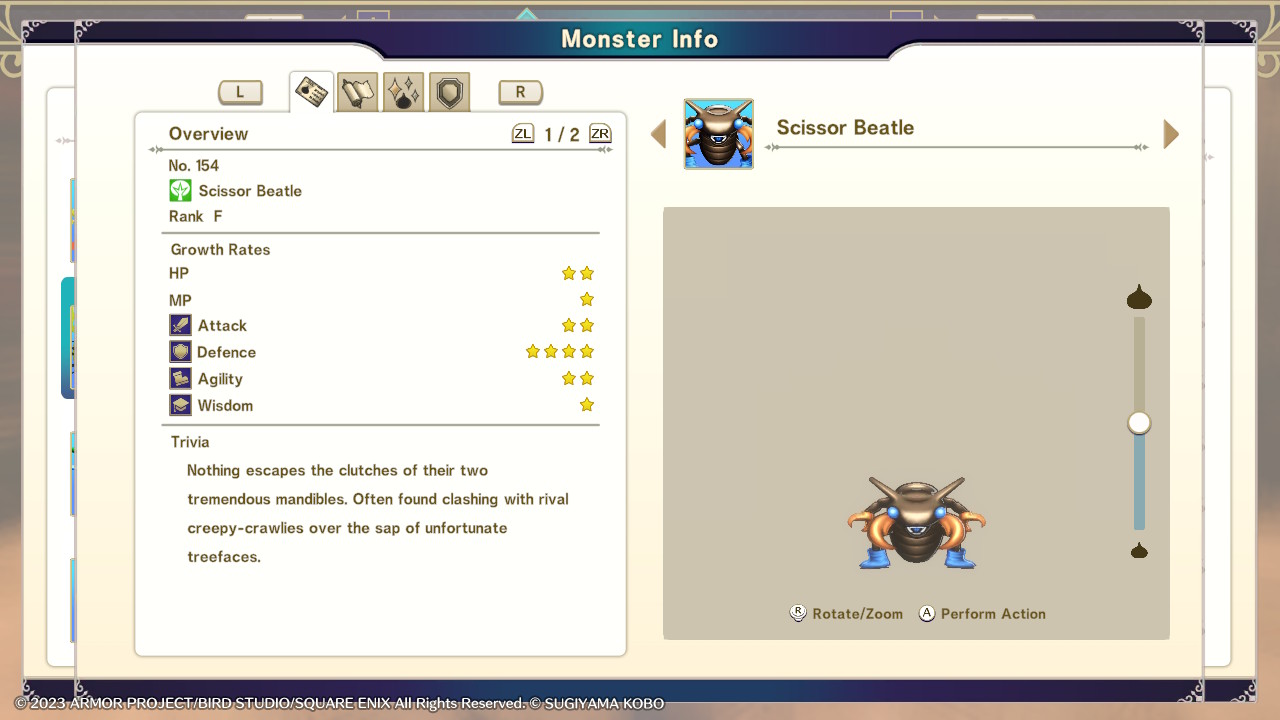 Monster Info
L
R
Overview
ZL 1 / 2 ZR
No. 154
Scissor Beatle
Rank F
Growth Rates
HP
MP
Attack
Defence
Agility
Wisdom
Trivia
Nothing escapes the clutches of their two
tremendous mandibles. Often found clashing with rival
creepy-crawlies over the sap of unfortunate
treefaces.
Scissor Beatle
R Rotate/Zoom A Perform Action
© 2023 ARMOR PROJECT/BIRD STUDIO/SQUARE ENIX All Rights Reserved. © SUGIYAMA KOBO